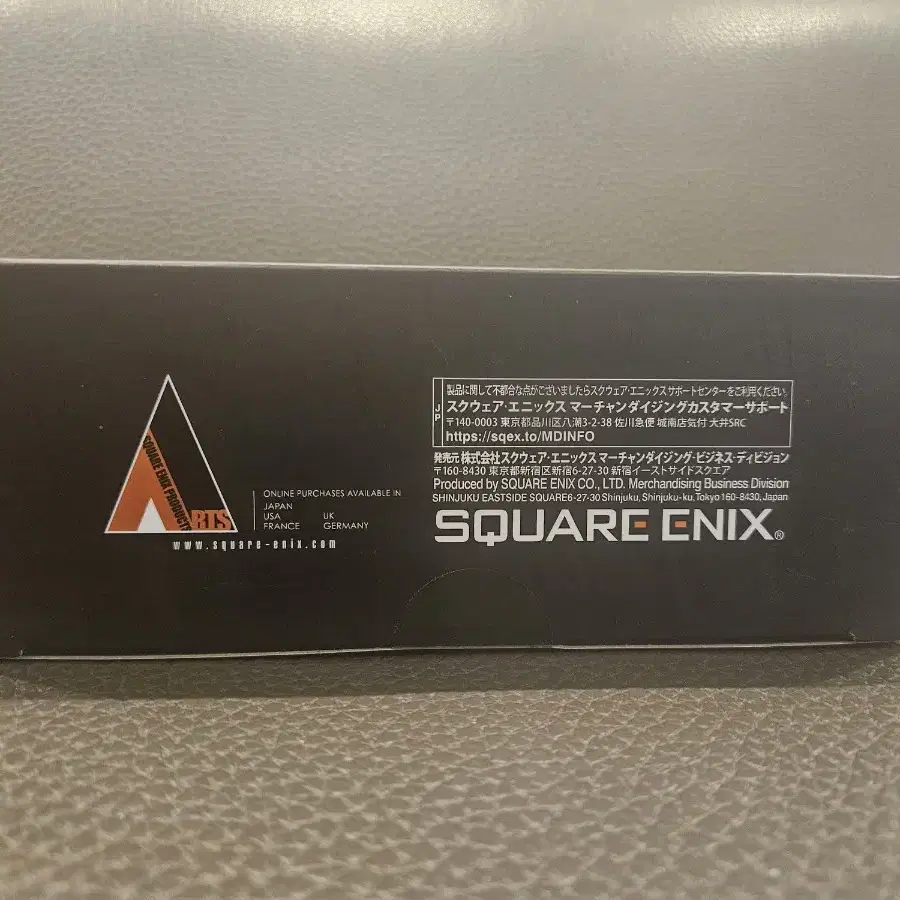 SQUARE ENIX PRODUCTS
ARTS
ONLINE PURCHASES AVAILABLE IN
JAPAN
USA UK
FRANCE GERMANY
www.square-enix.com
JP
製品に関して不都合な点がございましたらスクウェア・エニックス サポートセンターをご利用ください。
スクウェア・エニックス マーチャンダイジングカスタマーサポート
〒140-0003 東京都品川区八潮3-2-38 佐川急便 城南店気付 大井SRC
https://sqex.to/MDINFO
発売元 株式会社スクウェア・エニックス マーチャンダイジング・ビジネス・ディビジョン
〒160-8430 東京都新宿区新宿6-27-30 新宿イーストサイドスクエア
Produced by SQUARE ENIX CO., LTD. Merchandising Business Division
SHINJUKU EASTSIDE SQUARE6-27-30 Shinjuku, Shinjuku-ku, Tokyo 160-8430, Japan
SQUARE ENIX®